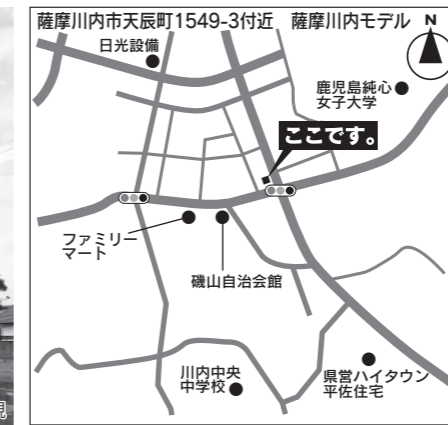 薩摩川内市天辰町1549-3付近　薩摩川内モデル
N
日光設備
鹿児島純心
女子大学
ここです。
ファミリー
マート
磯山自治会館
川内中央
中学校
県営ハイタウン
平佐住宅